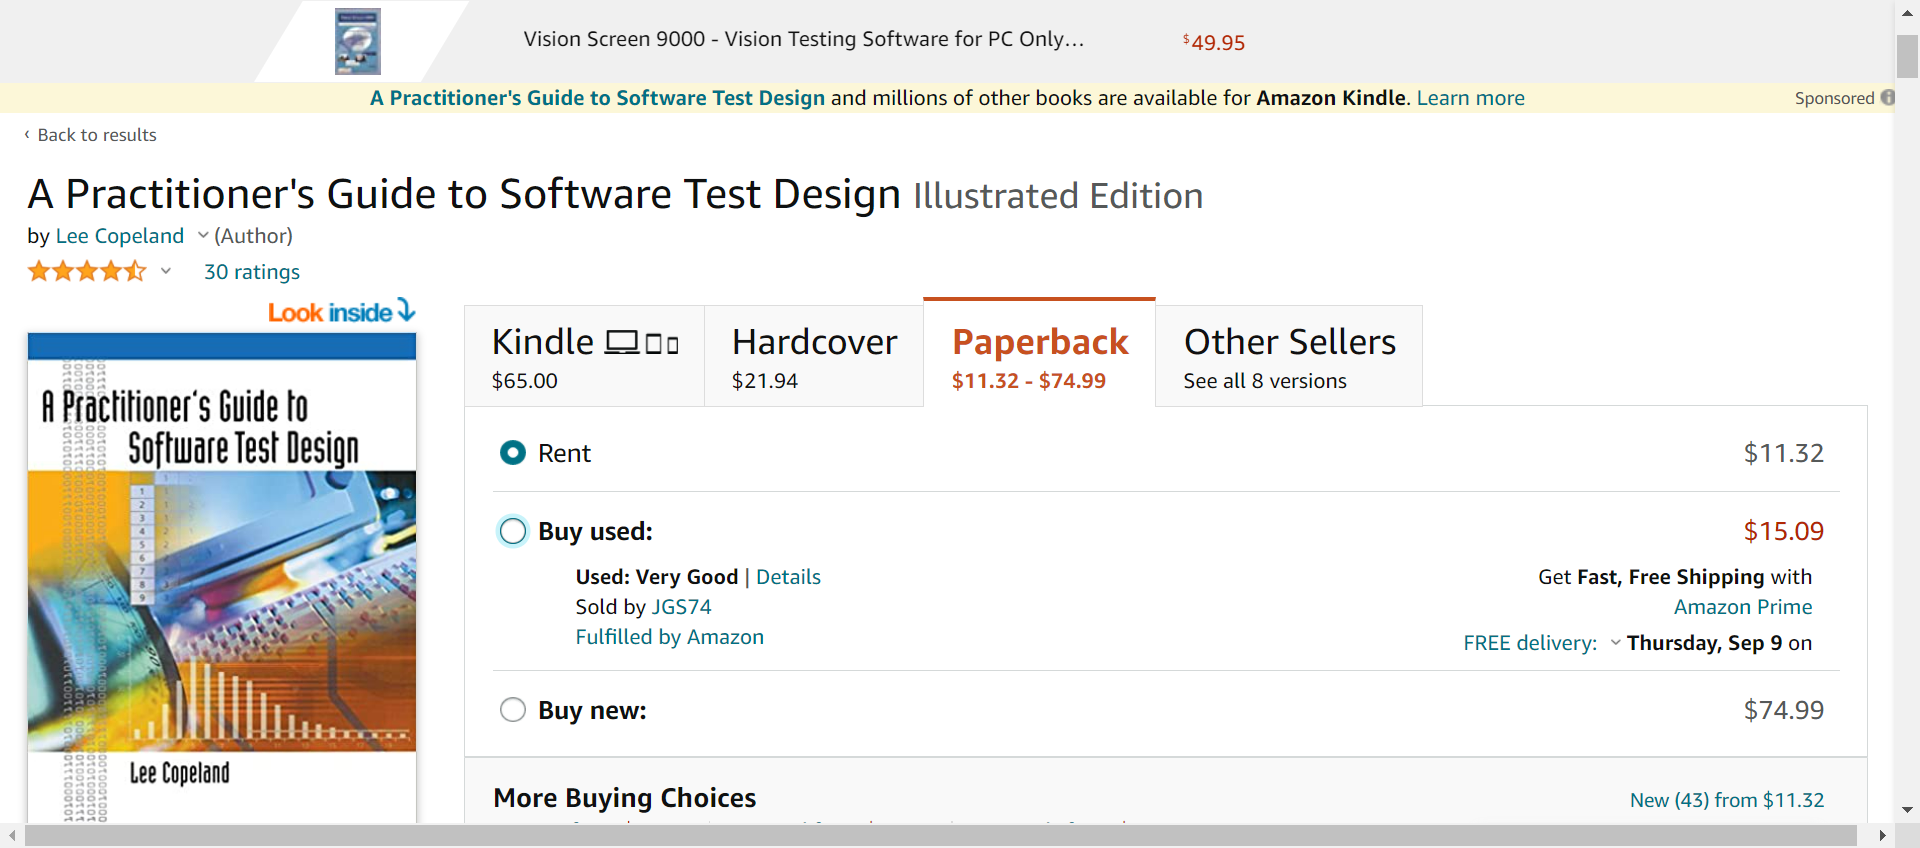 Vision Screen 9000 - Vision Testing Software for PC Only…
$49.95
A Practitioner's Guide to Software Test Design and millions of other books are available for Amazon Kindle. Learn more
Sponsored
‹ Back to results
A Practitioner's Guide to Software Test Design Illustrated Edition
by Lee Copeland (Author)
30 ratings
Look inside
A Practitioner's Guide to
Software Test Design
Lee Copeland
Kindle
$65.00
Hardcover
$21.94
Paperback
$11.32 - $74.99
Other Sellers
See all 8 versions
Rent
$11.32
Buy used:
$15.09
Used: Very Good | Details
Sold by JGS74
Fulfilled by Amazon
Get Fast, Free Shipping with
Amazon Prime
FREE delivery: Thursday, Sep 9 on
Buy new:
$74.99
More Buying Choices
New (43) from $11.32